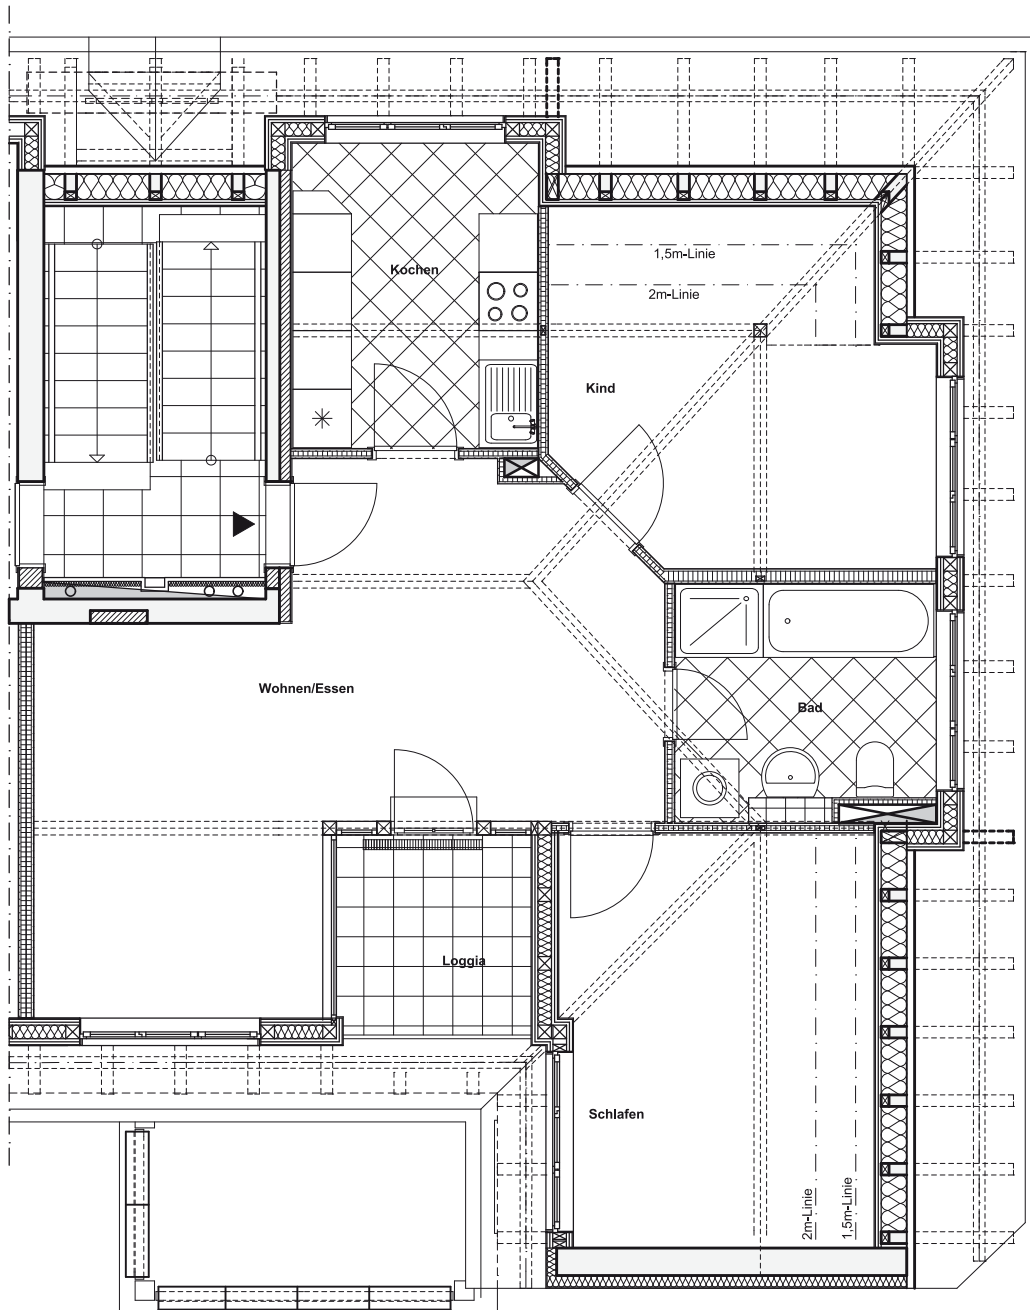 1,5m-Linie
Kochen
2m-Linie
Kind
Wohnen/Essen
Bad
Loggia
Schlafen
2m-Linie
1,5m-Linie